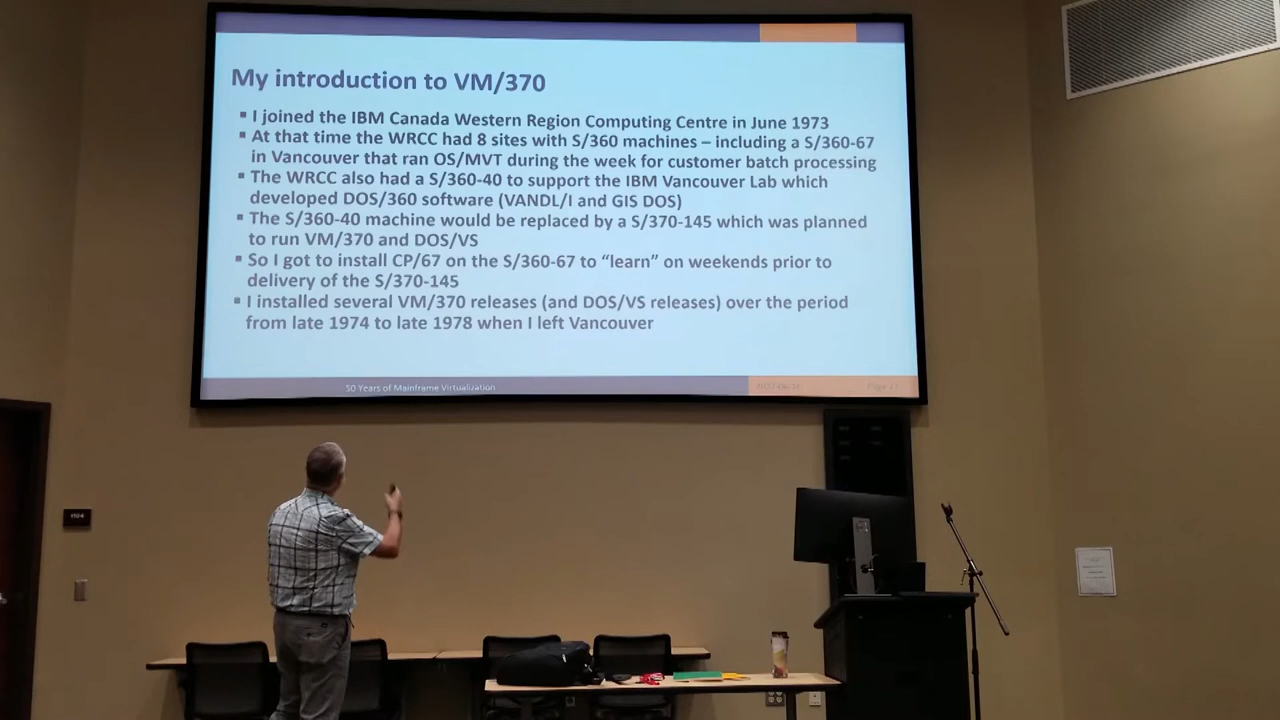 My introduction to VM/370
▪ I joined the IBM Canada Western Region Computing Centre in June 1973
▪ At that time the WRCC had 8 sites with S/360 machines – including a S/360-67
in Vancouver that ran OS/MVT during the week for customer batch processing
▪ The WRCC also had a S/360-40 to support the IBM Vancouver Lab which
developed DOS/360 software (VANDL/I and GIS DOS)
▪ The S/360-40 machine would be replaced by a S/370-145 which was planned
to run VM/370 and DOS/VS
▪ So I got to install CP/67 on the S/360-67 to “learn” on weekends prior to
delivery of the S/370-145
▪ I installed several VM/370 releases (and DOS/VS releases) over the period
from late 1974 to late 1978 when I left Vancouver
50 Years of Mainframe Virtualization
Page